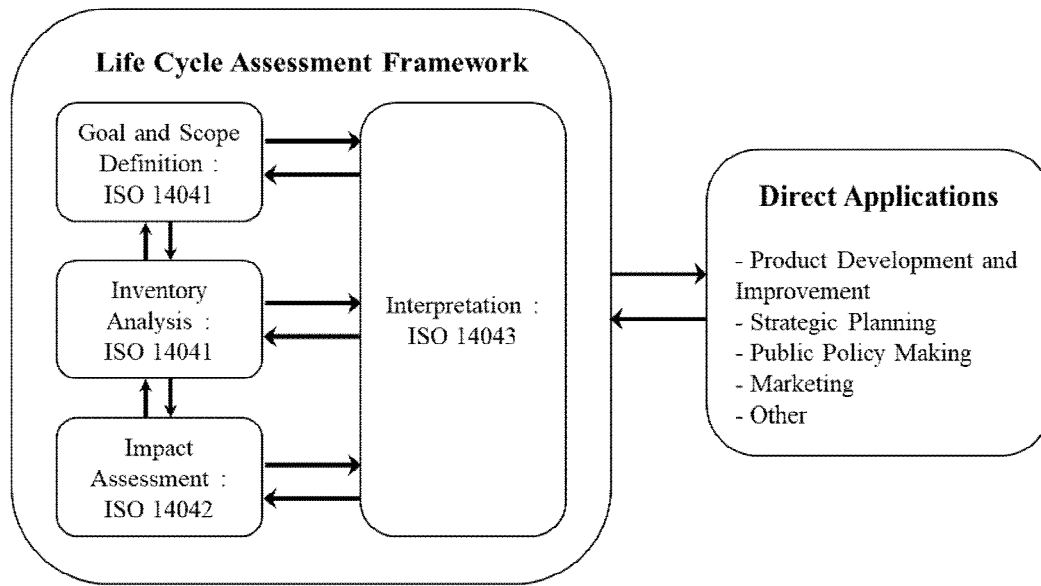 Life Cycle Assessment Framework
Goal and Scope
Definition :
ISO 14041
Inventory
Analysis :
ISO 14041
Impact
Assessment :
ISO 14042
Interpretation :
ISO 14043
Direct Applications
- Product Development and
Improvement
- Strategic Planning
- Public Policy Making
- Marketing
- Other